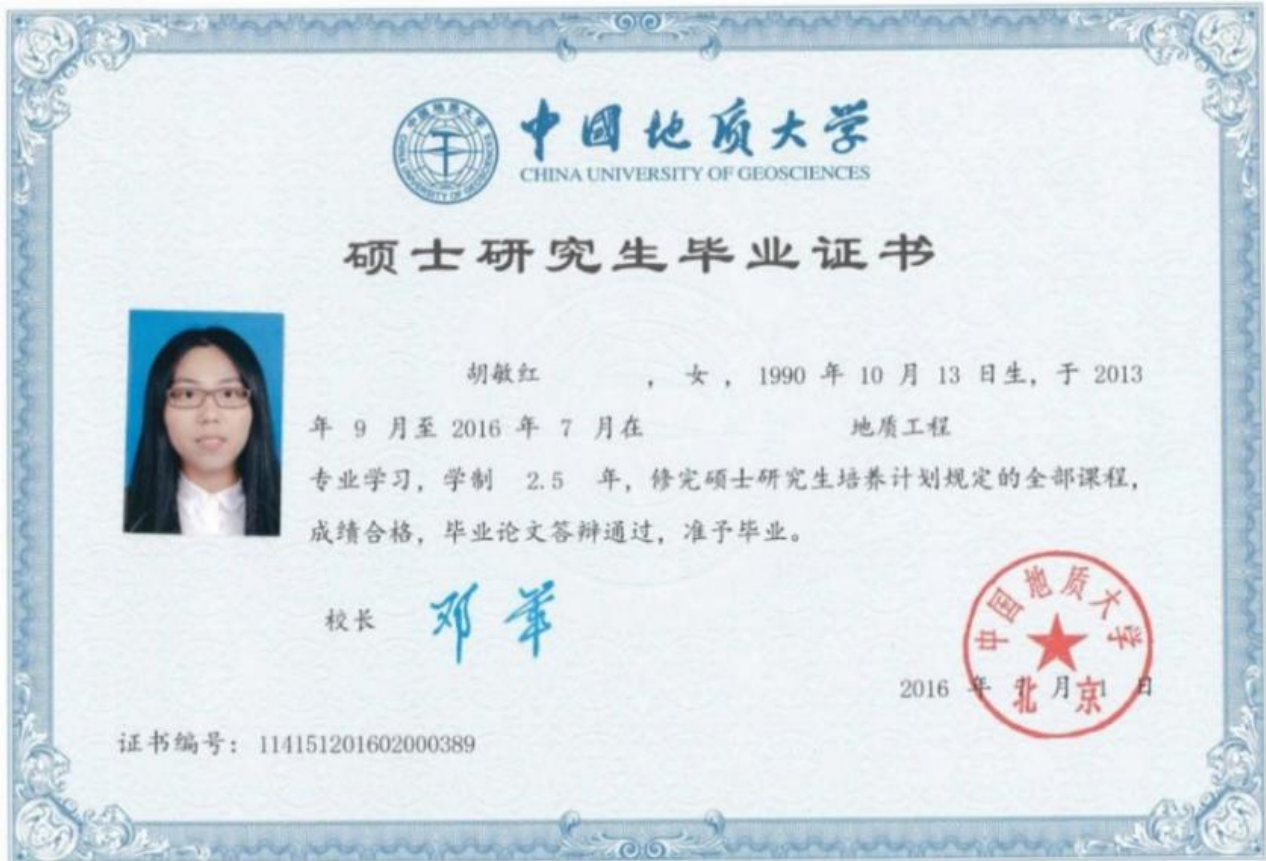 中國地质大学
CHINA UNIVERSITY OF GEOSCIENCES
硕士研究生毕业证书
胡敏红 ，女，1990 年 10 月 13 日生，于 2013
年 9 月至 2016 年 7 月在 地质工程
专业学习，学制 2.5 年，修完硕士研究生培养计划规定的全部课程，
成绩合格，毕业论文答辩通过，准予毕业。
校长 邓军
中国地质大学
北京
2016 年 7 月 1 日
证书编号：114151201602000389